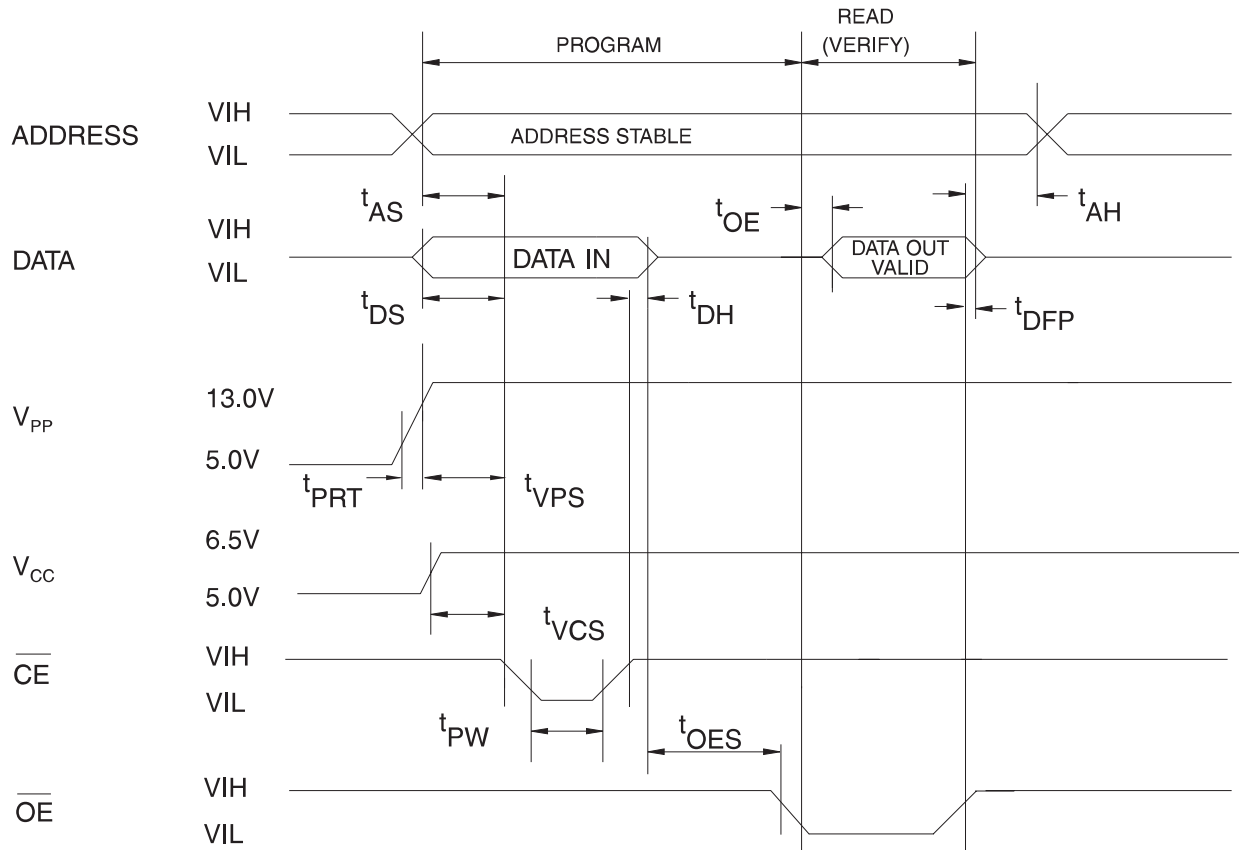 READ
PROGRAM
(VERIFY)
VIH
ADDRESS
ADDRESS STABLE
VIL
tAS
tOE
tAH
VIH
DATA
DATA IN
DATA OUT
VALID
VIL
tDS
tDH
tDFP
13.0V
VPP
5.0V
tPRT
tVPS
6.5V
VCC
5.0V
tVCS
VIH
CE
VIL
tPW
tOES
VIH
OE
VIL